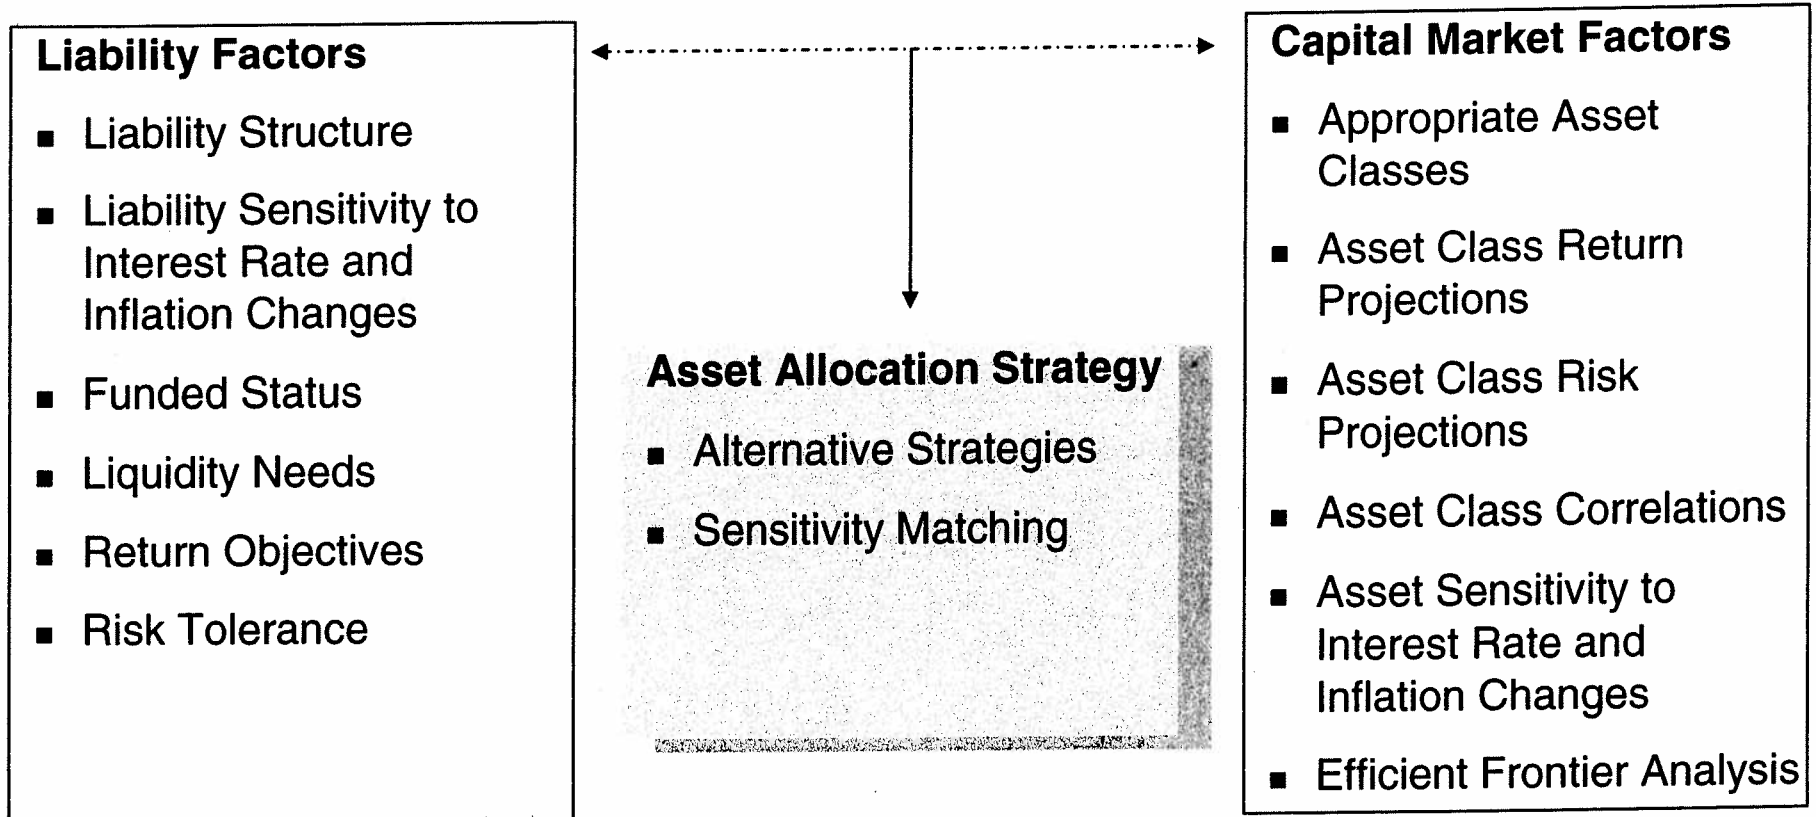 Liability Factors
■ Liability Structure
■ Liability Sensitivity to
Interest Rate and
Inflation Changes
■ Funded Status
■ Liquidity Needs
■ Return Objectives
■ Risk Tolerance
Asset Allocation Strategy
■ Alternative Strategies
■ Sensitivity Matching
Capital Market Factors
■ Appropriate Asset
Classes
■ Asset Class Return
Projections
■ Asset Class Risk
Projections
■ Asset Class Correlations
■ Asset Sensitivity to
Interest Rate and
Inflation Changes
■ Efficient Frontier Analysis